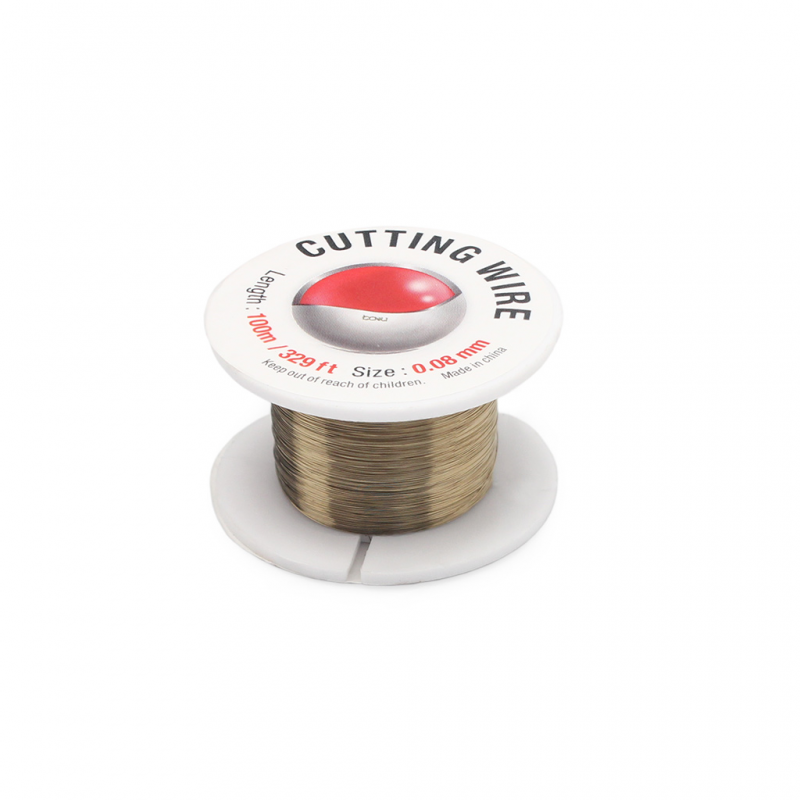 CUTTING WIRE
Length : 100m / 329 ft Size : 0.08 mm
Keep out of reach of children. Made in china